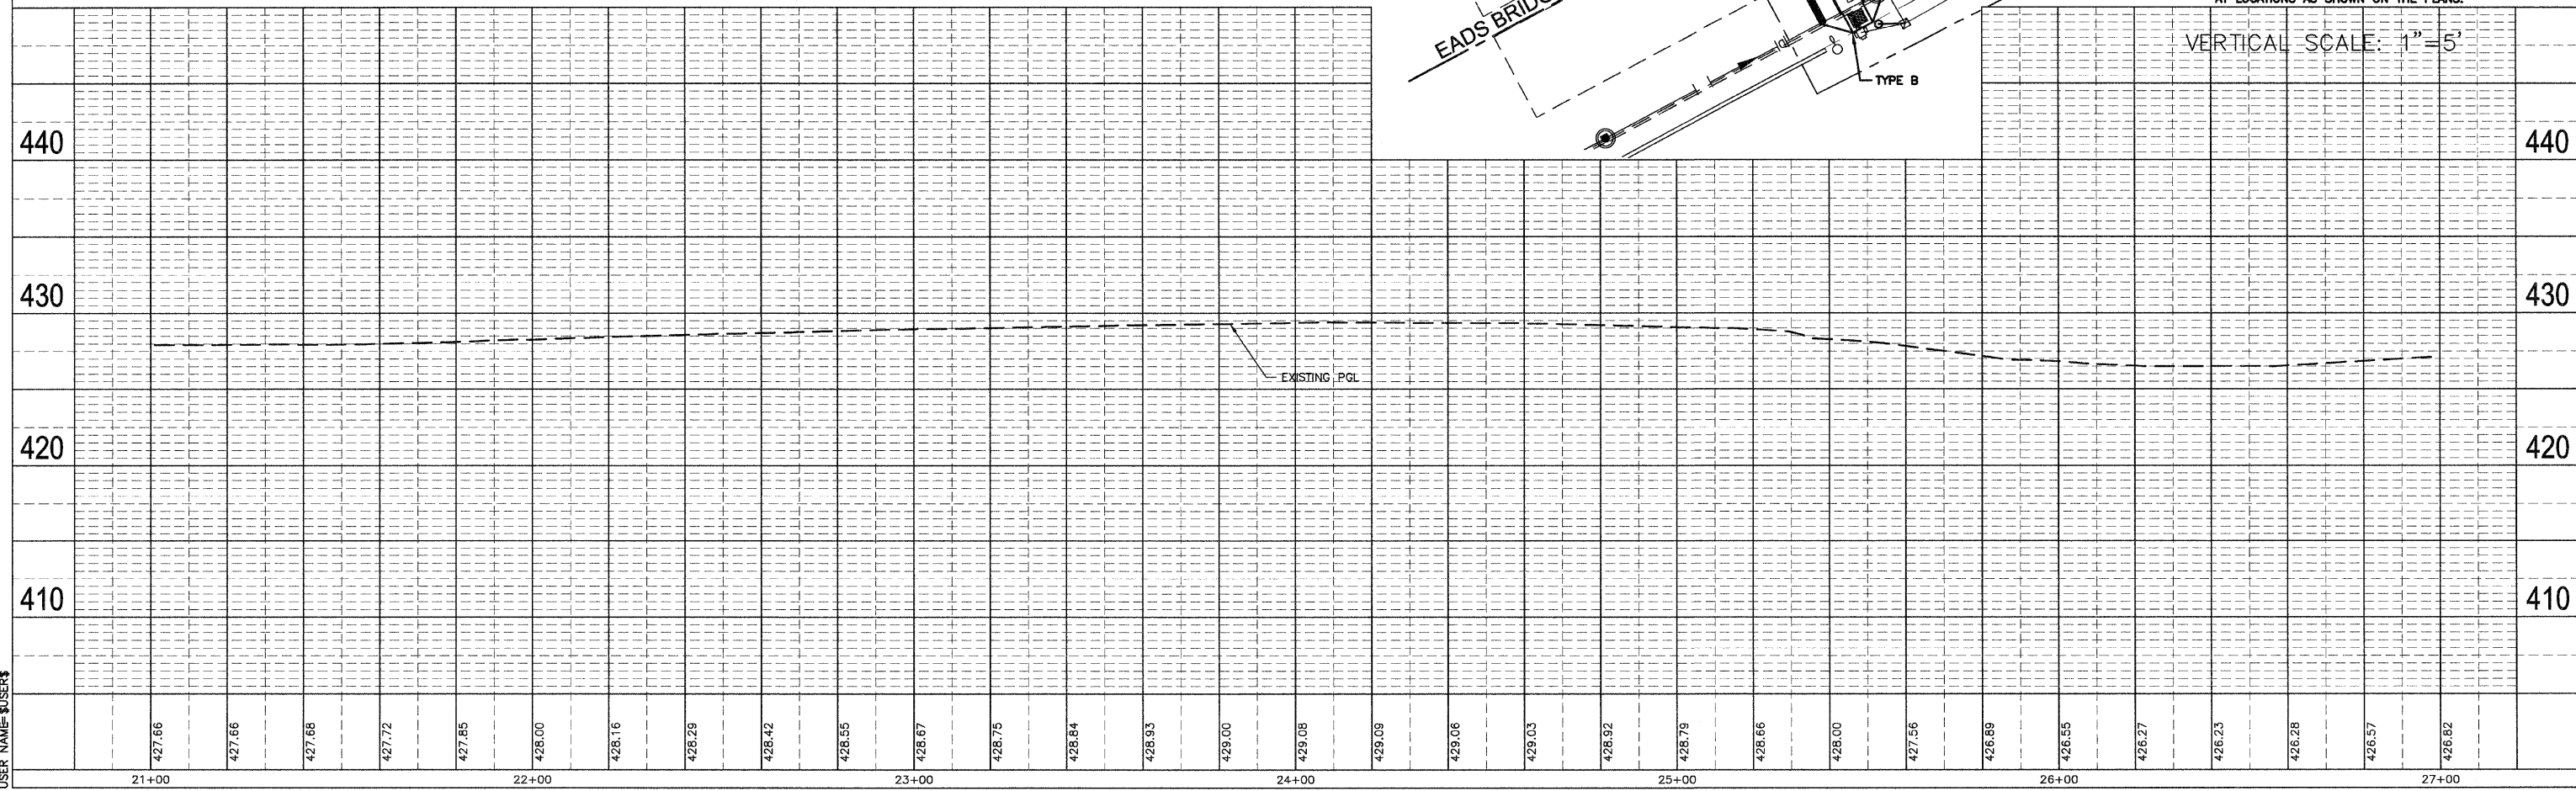 AT LOCATIONS AS SHOWN ON THE PLANS.
EADS BRIDG
VERTICAL SCALE: 1"=5'
TYPE B
440
440
430
430
EXISTING PGL
420
420
410
410
USER NAME=$USER$
427.66 427.66 427.68 427.72 427.85 428.00 428.16 428.29 428.42 428.55 428.67 428.75 428.84 428.93 429.00 429.08 429.09 429.06 429.03 428.92 428.79 428.66 428.00 427.56 426.89 426.55 426.27 426.23 426.28 426.57 426.82
21+00 22+00 23+00 24+00 25+00 26+00 27+00